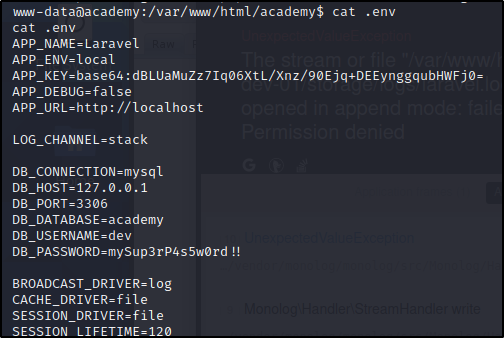 www-data@academy:/var/www/html/academy$ cat .env
cat .env
APP_NAME=Laravel
APP_ENV=local
APP_KEY=base64:dBLUaMuZz7Iq06XtL/Xnz/90Ejq+DEEynggqubHWFj0=
APP_DEBUG=false
APP_URL=http://localhost
LOG_CHANNEL=stack
DB_CONNECTION=mysql
DB_HOST=127.0.0.1
DB_PORT=3306
DB_DATABASE=academy
DB_USERNAME=dev
DB_PASSWORD=mySup3rP4s5w0rd!!
BROADCAST_DRIVER=log
CACHE_DRIVER=file
SESSION_DRIVER=file
SESSION_LIFETIME=120
UnexpectedValueException
The stream or file "/var/www/h
dev-01/storage/logs/laravel.lo
opened in append mode: faile
Permission denied
UnexpectedValueException
Monolog\Handler\StreamHandler write